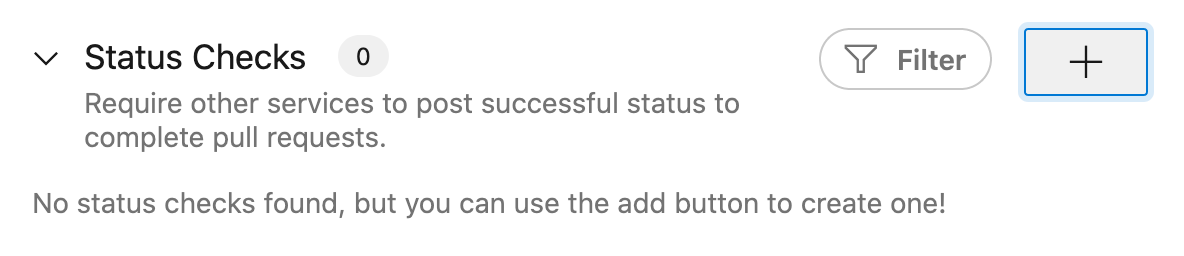 Status Checks 0 Filter +
Require other services to post successful status to
complete pull requests.
No status checks found, but you can use the add button to create one!